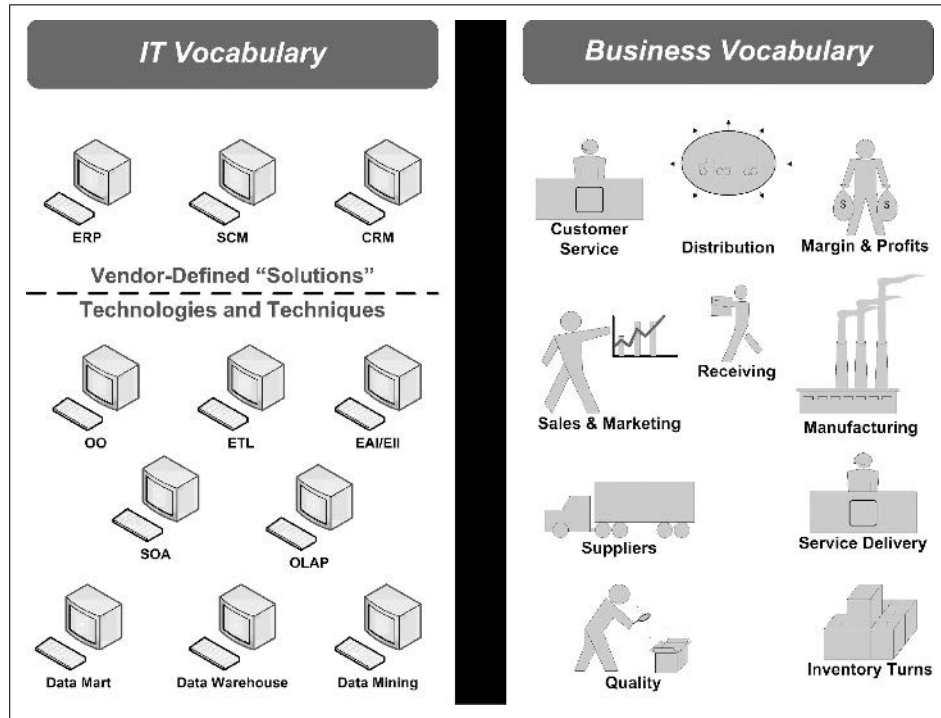 IT Vocabulary
ERP
SCM
CRM
Vendor-Defined “Solutions”
Technologies and Techniques
OO
ETL
EAI/EII
SOA
OLAP
Data Mart
Data Warehouse
Data Mining
Business Vocabulary
Customer
Service
Distribution
Margin & Profits
$
$
Sales & Marketing
Receiving
Manufacturing
Suppliers
Service Delivery
Quality
Inventory Turns